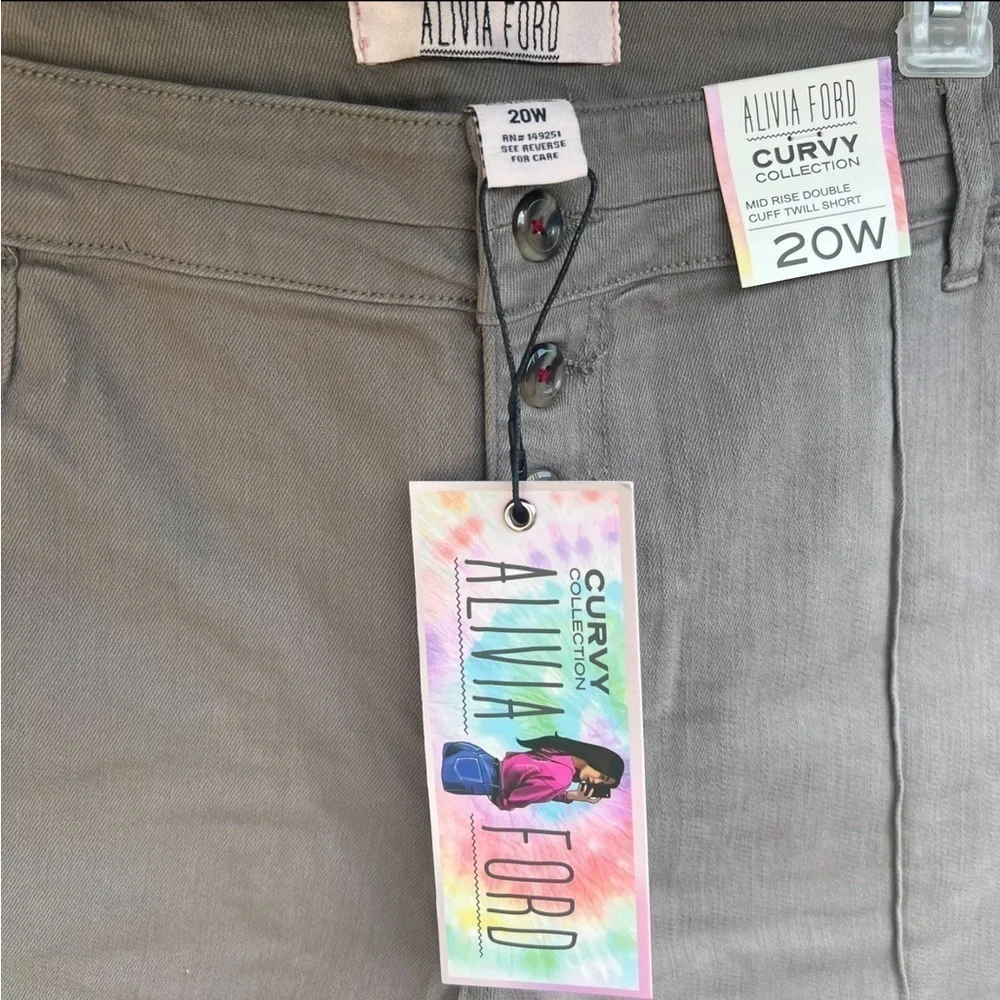 ALIVIA FORD
20W
RN# 149251
SEE REVERSE
FOR CARE
ALIVIA FORD
CURVY
COLLECTION
MID RISE DOUBLE
CUFF TWILL SHORT
20W
CURVY
COLLECTION
ALIVIA FORD